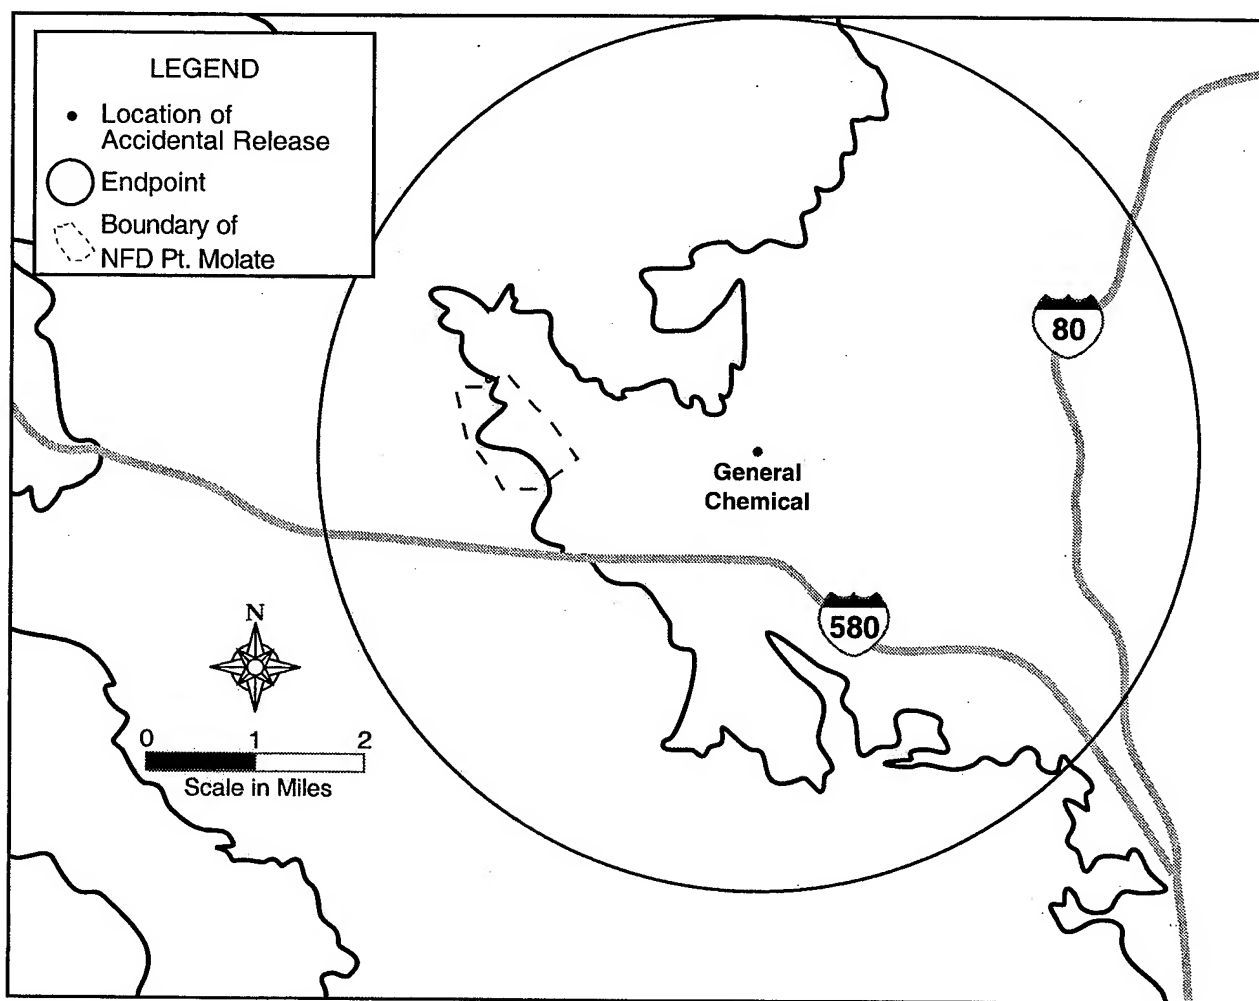 LEGEND
Location of
Accidental Release
Endpoint
Boundary of
NFD Pt. Molate
80
General
Chemical
580
N
0 1 2
Scale in Miles